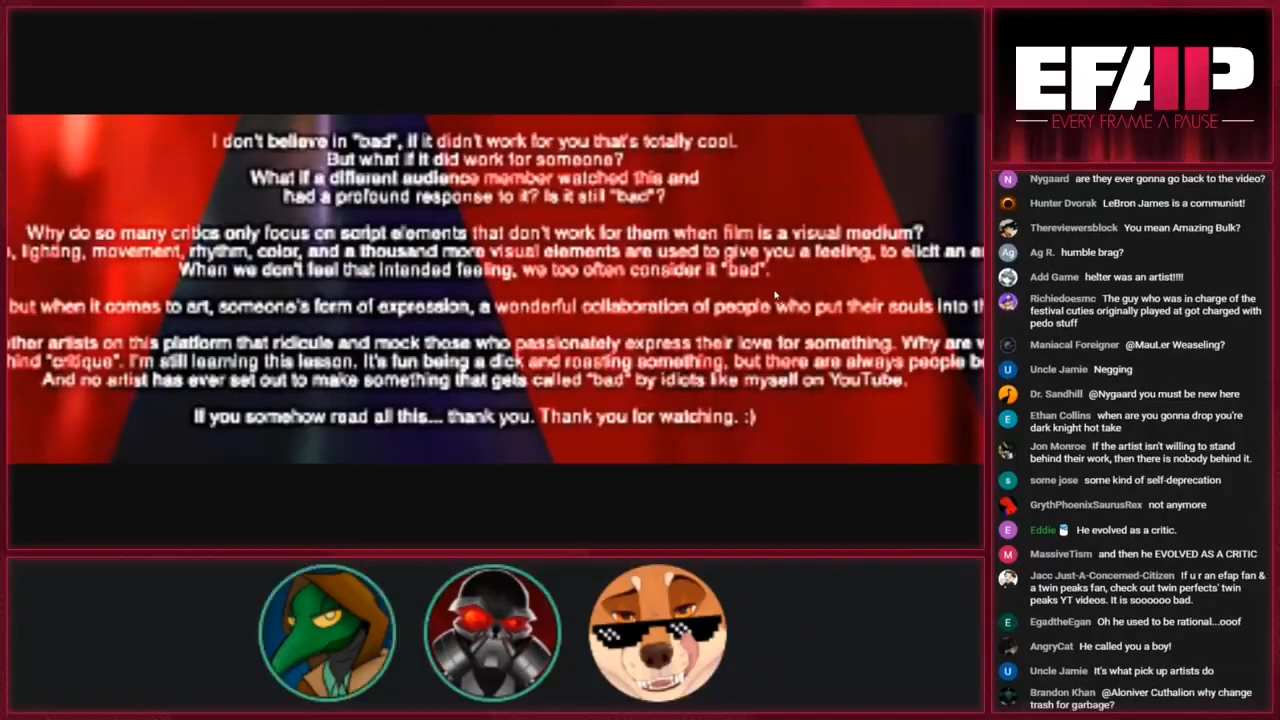 I don't believe in "bad", if it didn't work for you that's totally cool.
But what if it did work for someone?
What if a different audience member watched this and
had a profound response to it? Is it still "bad"?
Why do so many critics only focus on script elements that don't work for them when film is a visual medium?
, lighting, movement, rhythm, color, and a thousand more visual elements are used to give you a feeling, to elicit an
When we don't feel that intended feeling, we too often consider it "bad".
but when it comes to art, someone's form of expression, a wonderful collaboration of people who put their souls into
artists on this platform that ridicule and mock those who passionately express their love for something. Why are
"critique". I'm still learning this lesson. It's fun being a dick and roasting something, but there are always people
And no artist has ever set out to make something that gets called "bad" by idiots like myself on YouTube.
If you somehow read all this... thank you. Thank you for watching. :)
EFAP
EVERY FRAME A PAUSE
N Nygaard are they ever gonna go back to the video?
Hunter Dvorak LeBron James is a communist!
Thereviewersblock You mean Amazing Bulk?
Ag Ag R. humble brag?
Add Game helter was an artist!!!!
Richiedoesmc The guy who was in charge of the
festival cuties originally played at got charged with
pedo stuff
Maniacal Foreigner @MauLer Weaseling?
U Uncle Jamie Negging
Dr. Sandhill @Nygaard you must be new here
E Ethan Collins when are you gonna drop you're
dark knight hot take
Jon Monroe If the artist isn't willing to stand
behind their work, then there is nobody behind it.
s some jose some kind of self-deprecation
GrythPhoenixSaurusRex not anymore
E Eddie He evolved as a critic.
M MassiveTism and then he EVOLVED AS A CRITIC
Jacc Just-A-Concerned-Citizen If u r an efap fan &
a twin peaks fan, check out twin perfects' twin
peaks YT videos. It is soooooo bad.
E EgadtheEgan Oh he used to be rational...ooof
AngryCat He called you a boy!
U Uncle Jamie It's what pick up artists do
Brandon Khan @Aloniver Cuthalion why change
trash for garbage?